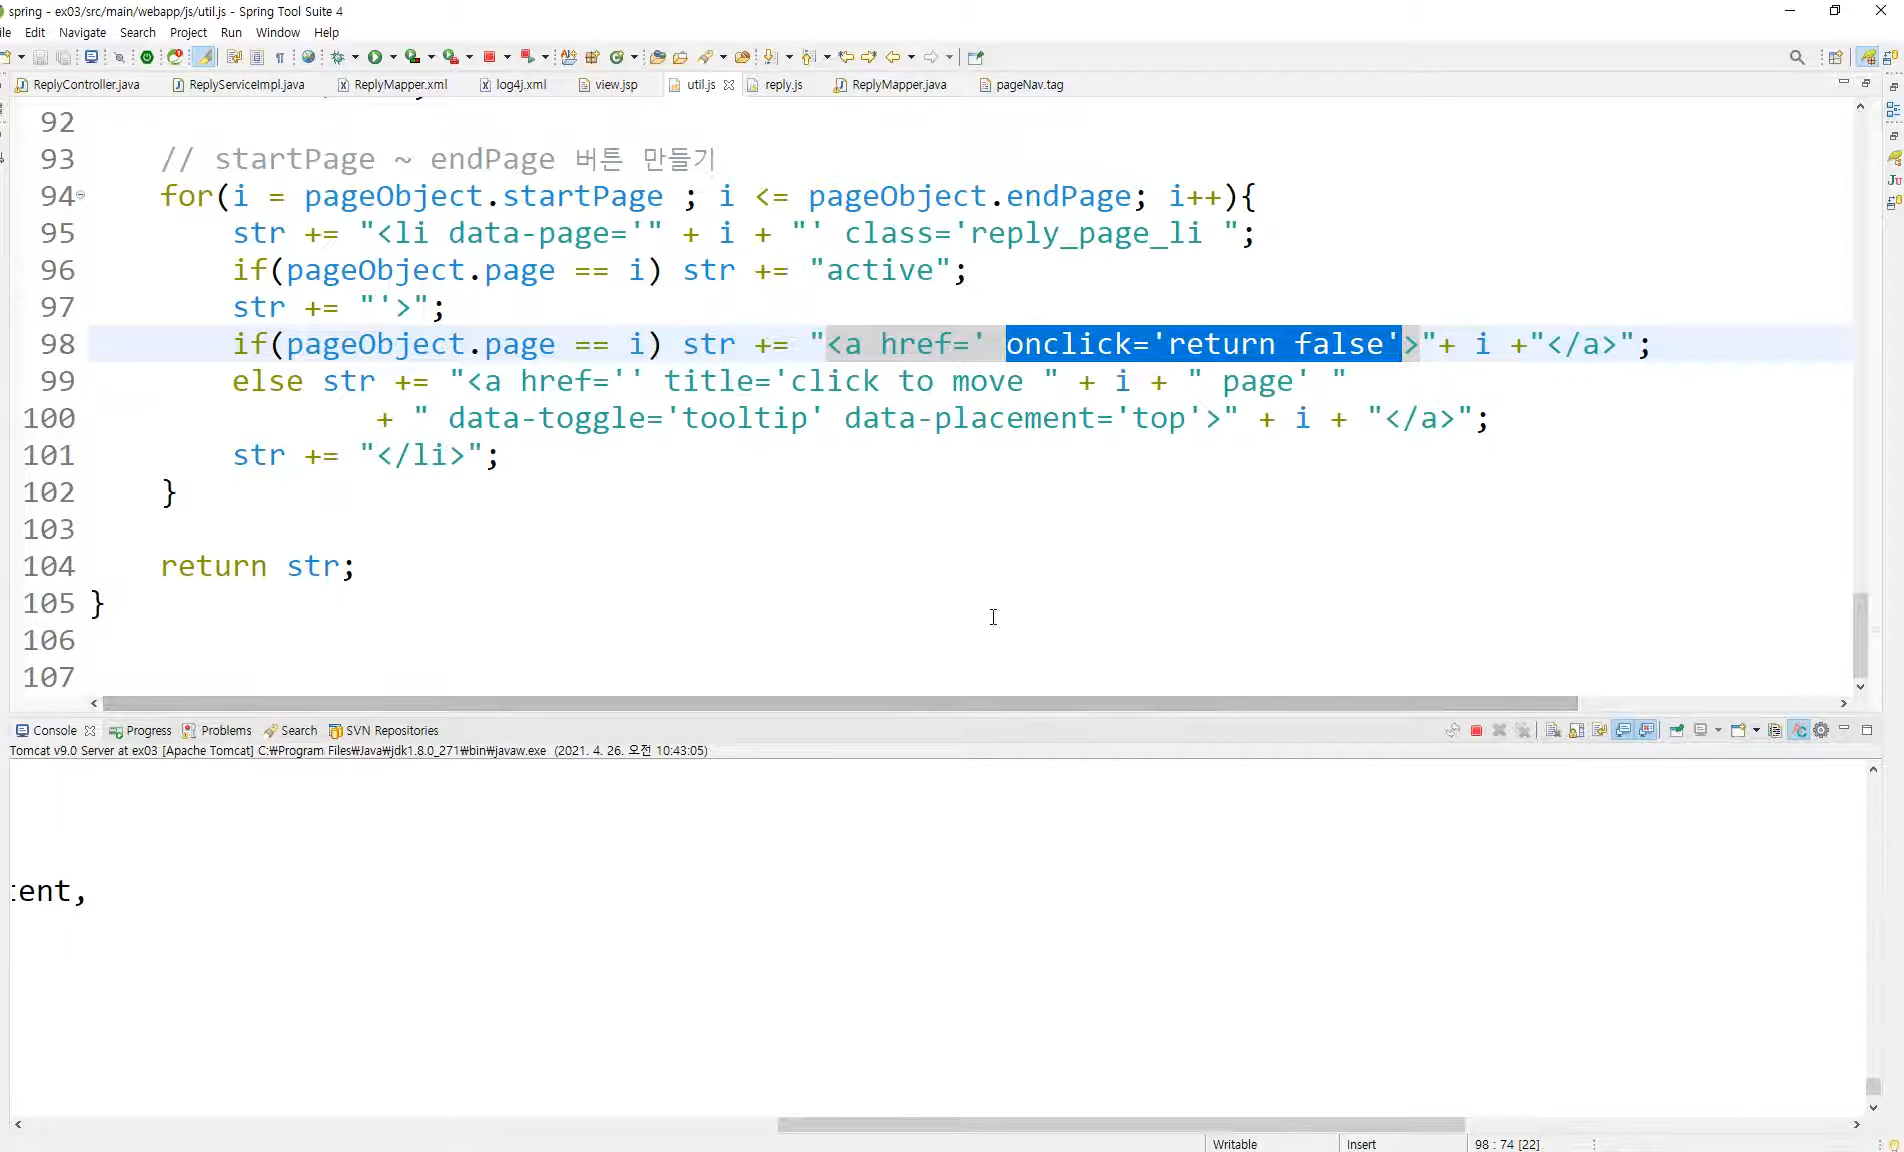 spring - ex03/src/main/webapp/js/util.js - Spring Tool Suite 4
ile Edit Navigate Search Project Run Window Help
ReplyController.java ReplyServiceImpl.java ReplyMapper.xml log4j.xml view.jsp util.js reply.js ReplyMapper.java pageNav.tag
92
93 // startPage ~ endPage 버튼 만들기
94 for(i = pageObject.startPage ; i <= pageObject.endPage; i++){
95 str += "<li data-page='" + i + "' class='reply_page_li ";
96 if(pageObject.page == i) str += "active";
97 str += "'>";
98 if(pageObject.page == i) str += "<a href=' onclick='return false'>"+ i +"</a>";
99 else str += "<a href='' title='click to move " + i + " page' "
100 + " data-toggle='tooltip' data-placement='top'>" + i + "</a>";
101 str += "</li>";
102 }
103
104 return str;
105 }
106
107
Console Progress Problems Search SVN Repositories
Tomcat v9.0 Server at ex03 [Apache Tomcat] C:₩Program Files₩Java₩jdk1.8.0_271₩bin₩javaw.exe (2021. 4. 26. 오전 10:43:05)
tent,
Writable Insert 98 : 74 [22]